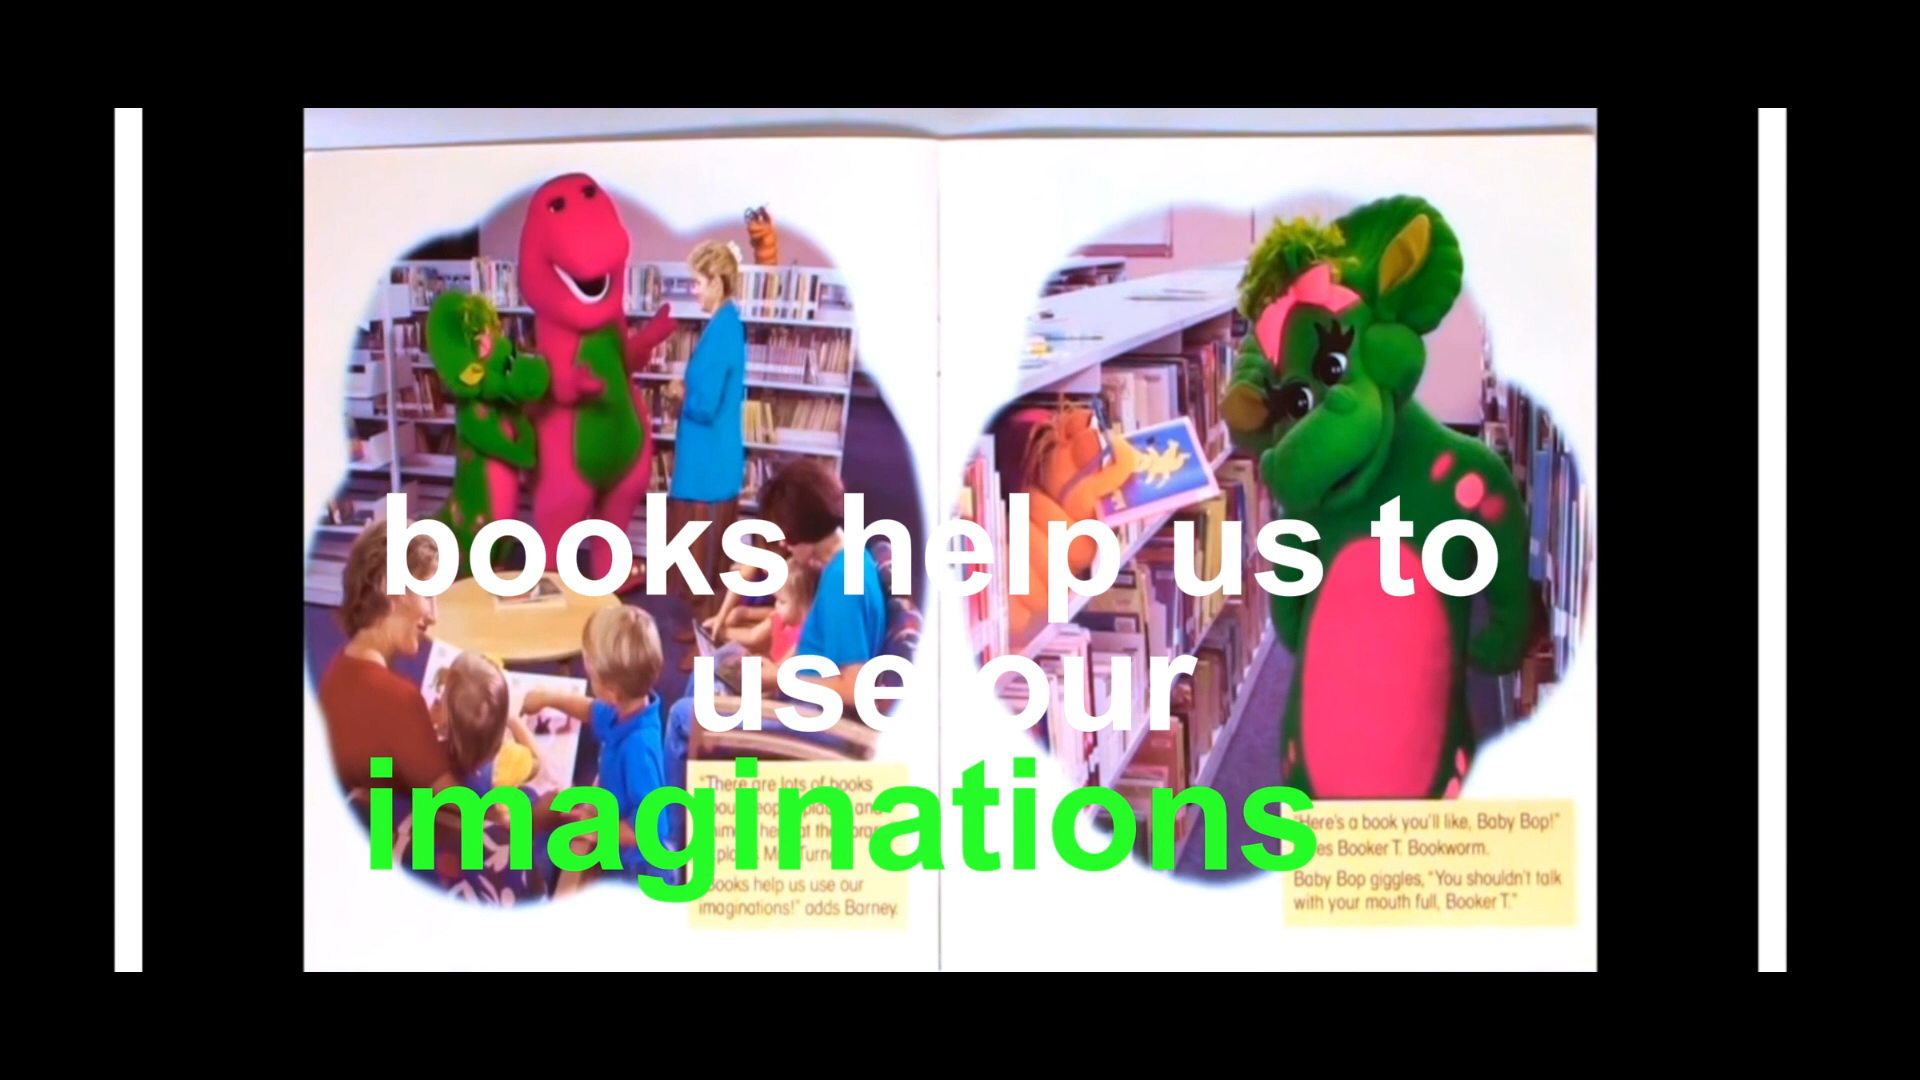 books help us to
use our
imaginations
"There are lots of books
at the
Books help us use our
imaginations!" adds Barney.
"Here's a book you'll like, Baby Bop!"
Booker T. Bookworm.
Baby Bop giggles, "You shouldn't talk
with your mouth full, Booker T."